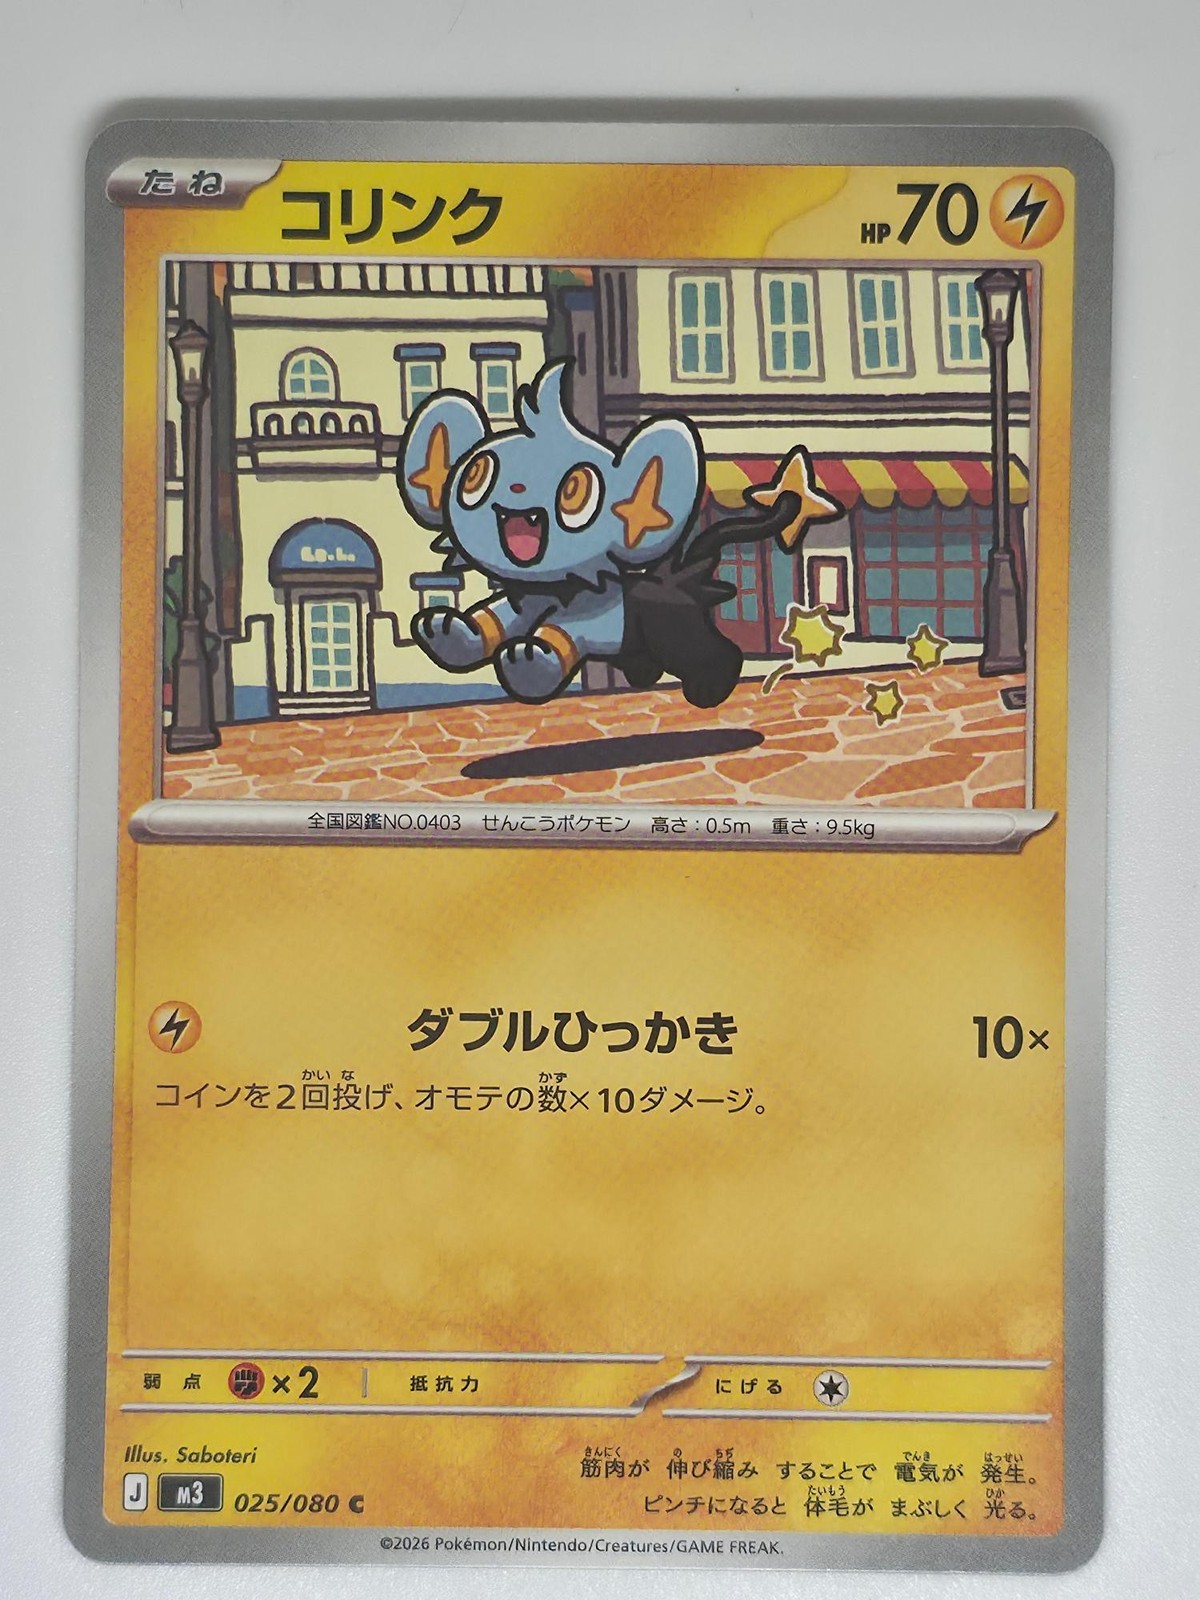 たね
コリンク
HP70
全国図鑑NO.0403 せんこうポケモン 高さ：0.5m 重さ：9.5kg
ダブルひっかき 10×
コインを2回投げ、オモテの数×10ダメージ。
弱点 ×2 抵抗力 にげる
Illus. Saboteri
筋肉が 伸び縮み することで 電気が 発生。
ピンチになると 体毛が まぶしく 光る。
J M3 025/080 C
©2026 Pokémon/Nintendo/Creatures/GAME FREAK.